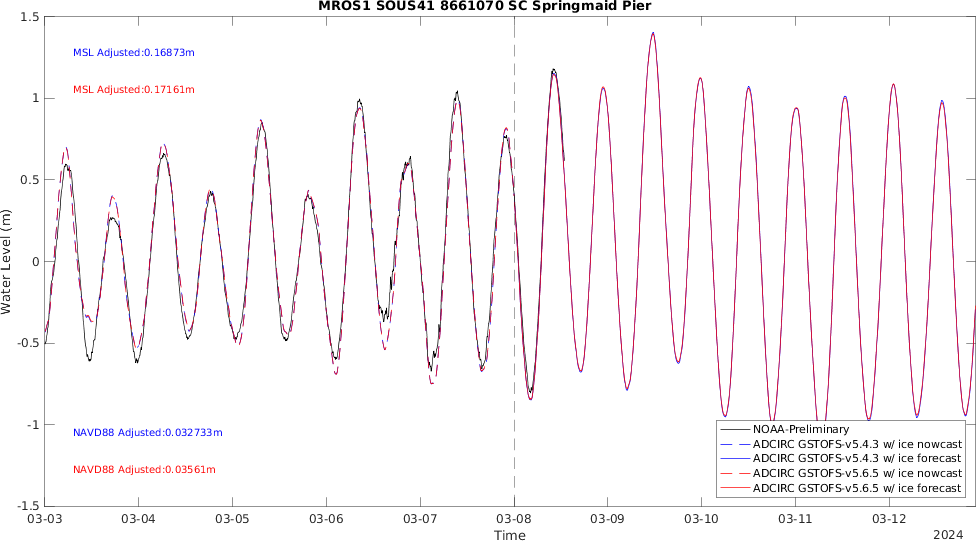 MROS1 SOUS41 8661070 SC Springmaid Pier
1.5
MSL Adjusted:0.16873m
MSL Adjusted:0.17161m
1
0.5
0
-0.5
-1
-1.5
Water Level (m)
NAVD88 Adjusted:0.032733m
NAVD88 Adjusted:0.03561m
NOAA-Preliminary
ADCIRC GSTOFS-v5.4.3 w/ ice nowcast
ADCIRC GSTOFS-v5.4.3 w/ ice forecast
ADCIRC GSTOFS-v5.6.5 w/ ice nowcast
ADCIRC GSTOFS-v5.6.5 w/ ice forecast
03-03 03-04 03-05 03-06 03-07 03-08 03-09 03-10 03-11 03-12
Time
2024